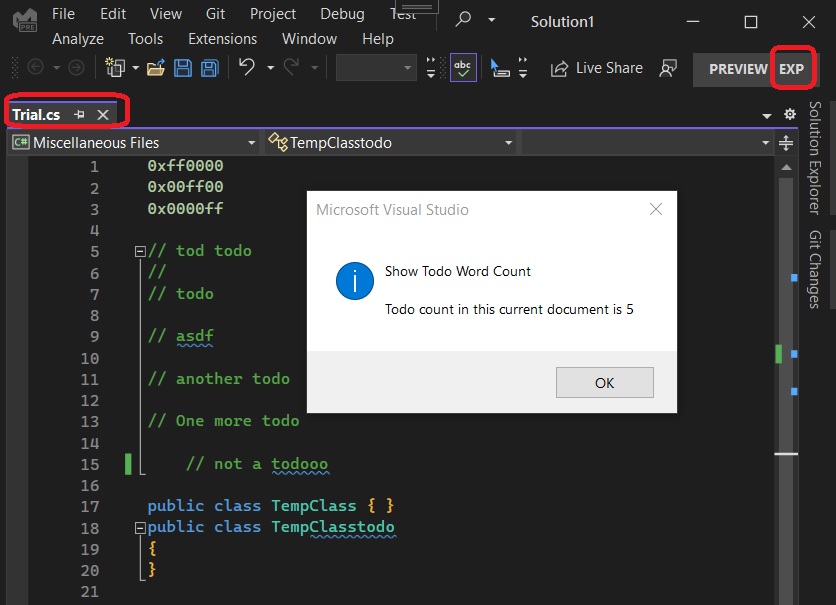 File Edit View Git Project Debug Test Solution1
Analyze Tools Extensions Window Help
PRE
abc Live Share PREVIEW EXP
Trial.cs
C# Miscellaneous Files TempClasstodo
1 0xff0000
2 0x00ff00
3 0x0000ff
4
5 // tod todo
6 //
7 // todo
8
9 // asdf
10
11 // another todo
12
13 // One more todo
14
15 // not a todooo
16
17 public class TempClass { }
18 public class TempClasstodo
19 {
20 }
21
Microsoft Visual Studio
i
Show Todo Word Count
Todo count in this current document is 5
OK
Solution Explorer
Git Changes